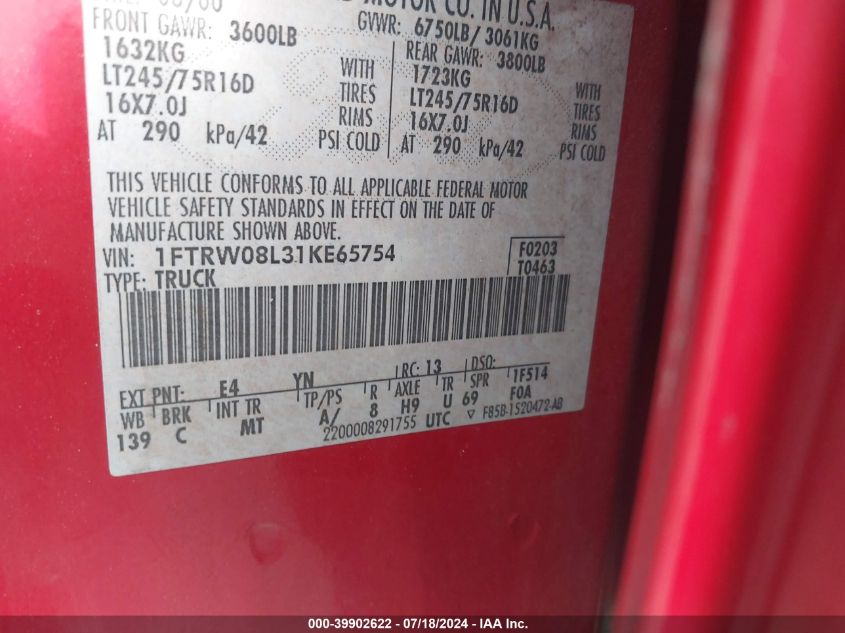 MOTOR CO. IN U.S.A.
FRONT GAWR: 3600LB
1632KG
LT245/75R16D
16X7.0J
AT 290 kPa/42
WITH
TIRES
RIMS
PSI COLD
GVWR: 6750LB/ 3061KG
REAR GAWR: 3800LB
1723KG
LT245/75R16D
16X7.0J
AT 290 kPa/42
WITH
TIRES
RIMS
PSI COLD
THIS VEHICLE CONFORMS TO ALL APPLICABLE FEDERAL MOTOR
VEHICLE SAFETY STANDARDS IN EFFECT ON THE DATE OF
MANUFACTURE SHOWN ABOVE.
VIN: 1FTRW08L31KE65754
TYPE: TRUCK
F0203
T0463
EXT PNT: E4 YN RC: 13 DSO:
WB BRK INT TR TP/PS R AXLE TR SPR 1F514
139 C MT A/ 8 H9 U 69 F0A
2200008291755 UTC ▽ F85B-1520472-AB
000-39902622 - 07/18/2024 - IAAI.com.